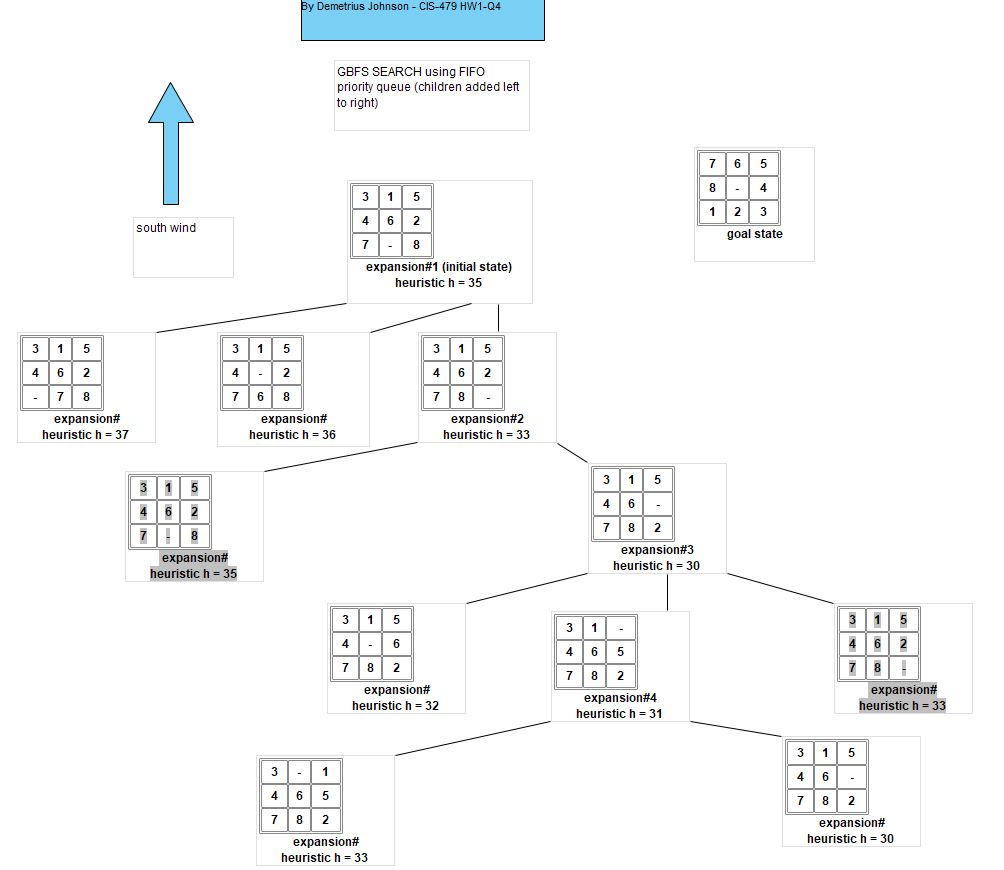 By Demetrius Johnson - CIS-479 HW1-Q4
GBFS SEARCH using FIFO
priority queue (children added left
to right)
south wind
7 6 5
8 - 4
1 2 3
goal state
3 1 5
4 6 2
7 - 8
expansion#1 (initial state)
heuristic h = 35
3 1 5
4 6 2
- 7 8
expansion#
heuristic h = 37
3 1 5
4 - 2
7 6 8
expansion#
heuristic h = 36
3 1 5
4 6 2
7 8 -
expansion#2
heuristic h = 33
3 1 5
4 6 2
7 - 8
expansion#
heuristic h = 35
3 1 5
4 6 -
7 8 2
expansion#3
heuristic h = 30
3 1 5
4 - 6
7 8 2
expansion#
heuristic h = 32
3 1 -
4 6 5
7 8 2
expansion#4
heuristic h = 31
3 1 5
4 6 2
7 8 -
expansion#
heuristic h = 33
3 - 1
4 6 5
7 8 2
expansion#
heuristic h = 33
3 1 5
4 6 -
7 8 2
expansion#
heuristic h = 30